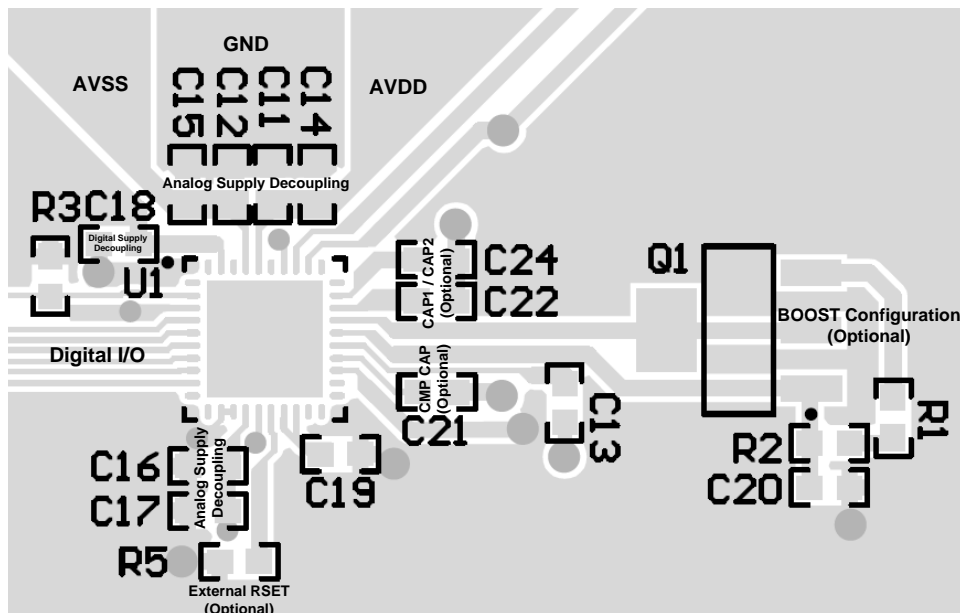 GND
AVSS
AVDD
C15
C12
C11
C14
Analog Supply Decoupling
R3
C18
Digital Supply
Decoupling
U1
CAP1 / CAP2
(Optional)
C24
C22
Q1
BOOST Configuration
(Optional)
Digital I/O
CMP CAP
(Optional)
C21
C13
R1
R2
C20
C16
C17
Analog Supply
Decoupling
C19
R5
External RSET
(Optional)